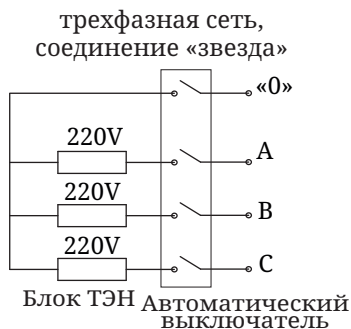 трехфазная сеть,
соединение «звезда»
«0»
220V
A
220V
B
220V
C
Блок ТЭН
Автоматический
выключатель